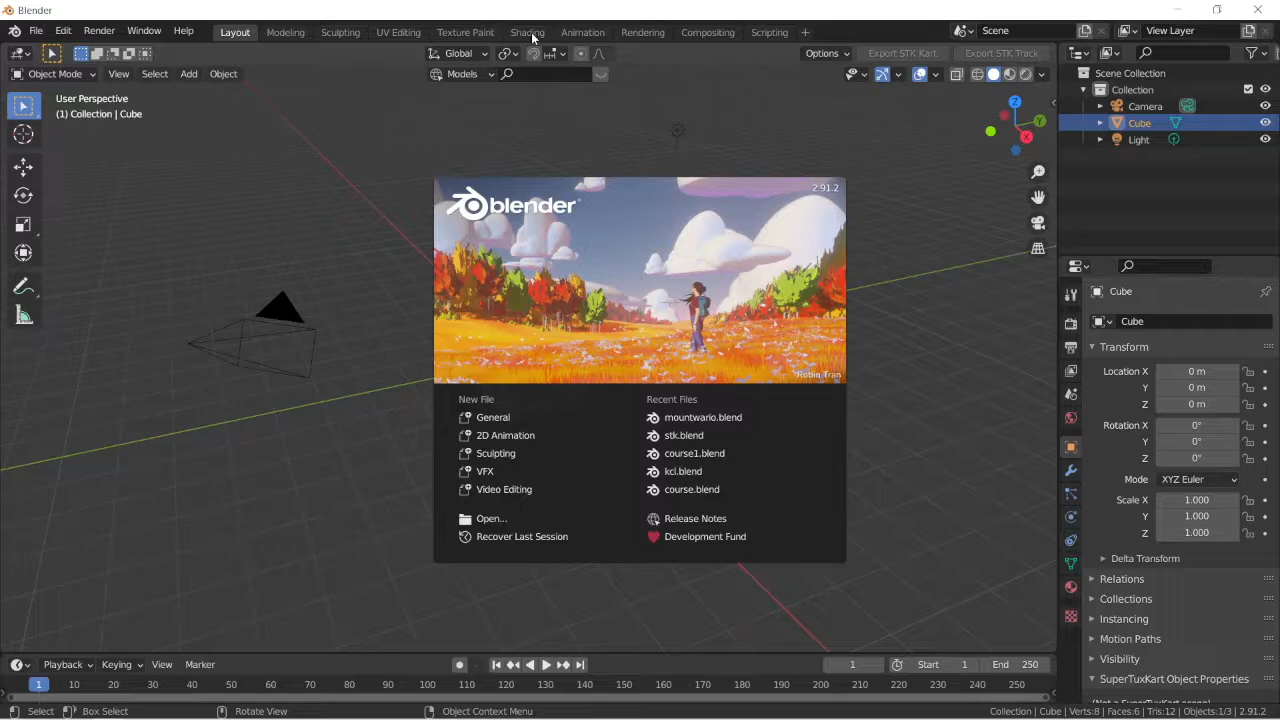 Blender
File Edit Render Window Help
Layout Modeling Sculpting UV Editing Texture Paint Shading Animation Rendering Compositing Scripting +
Scene
View Layer
Global
Options
Export STK Kart
Export STK Track
Object Mode View Select Add Object
Models
User Perspective
(1) Collection | Cube
Z
Y
X
Scene Collection
Collection
Camera
Cube
Light
blender
2.91.2
Robin Tran
New File
General
2D Animation
Sculpting
VFX
Video Editing
Open...
Recover Last Session
Recent Files
mountwario.blend
stk.blend
course1.blend
kcl.blend
course.blend
Release Notes
Development Fund
Cube
Cube
Transform
Location X 0 m
Y 0 m
Z 0 m
Rotation X 0°
Y 0°
Z 0°
Mode XYZ Euler
Scale X 1.000
Y 1.000
Z 1.000
Delta Transform
Relations
Collections
Instancing
Motion Paths
Visibility
SuperTuxKart Object Properties
Playback Keying View Marker
1
Start 1
End 250
1 10 20 30 40 50 60 70 80 90 100 110 120 130 140 150 160 170 180 190 200 210 220 230 240 250
Select
Box Select
Rotate View
Object Context Menu
Collection | Cube | Verts:8 | Faces:6 | Tris:12 | Objects:1/3 | 2.91.2